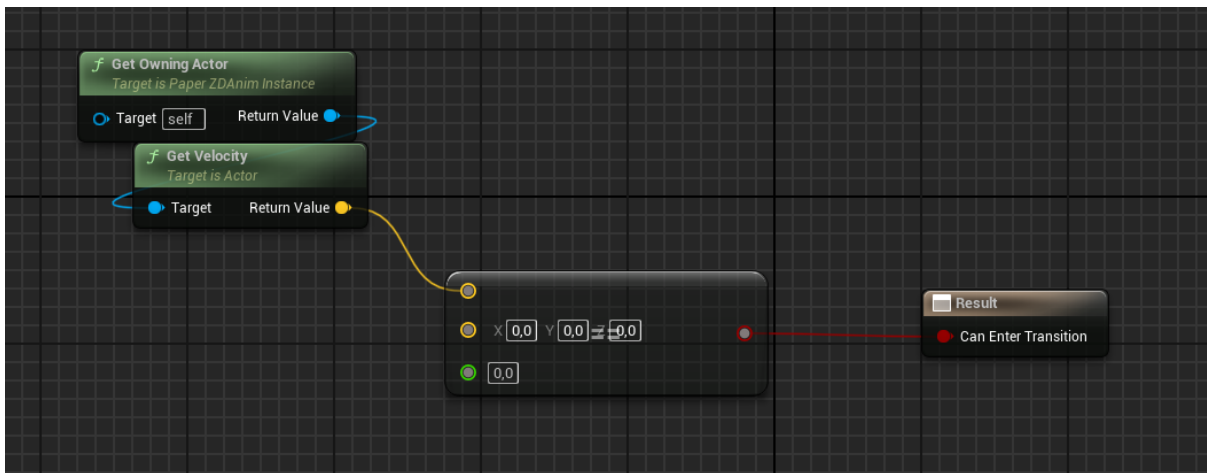 f Get Owning Actor
Target is Paper ZDAnim Instance
Target self Return Value
f Get Velocity
Target is Actor
Target Return Value
X 0,0 Y 0,0 Z 0,0 ==
0,0
Result
Can Enter Transition